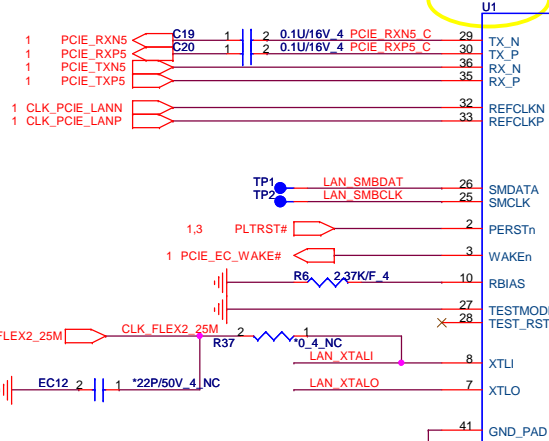 U1
C19 1 2 0.1U/16V_4 PCIE_RXN5_C 29 TX_N
1 PCIE_RXN5
C20 1 2 0.1U/16V_4 PCIE_RXP5_C 30 TX_P
1 PCIE_RXP5
1 PCIE_TXN5 36 RX_N
1 PCIE_TXP5 35 RX_P
1 CLK_PCIE_LANN 32 REFCLKN
1 CLK_PCIE_LANP 33 REFCLKP
TP1 LAN_SMBDAT 26 SMDATA
TP2 LAN_SMBCLK 25 SMCLK
1,3 PLTRST# 2 PERSTn
1 PCIE_EC_WAKE# 3 WAKEn
R6 2.37K/F_4 10 RBIAS
27 TESTMOD
28 TEST_RST
FLEX2_25M CLK_FLEX2_25M 2 1
R37 *0_4_NC
LAN_XTALI 8 XTLI
EC12 2 1 *22P/50V_4_NC LAN_XTALO 7 XTLO
41 GND_PAD